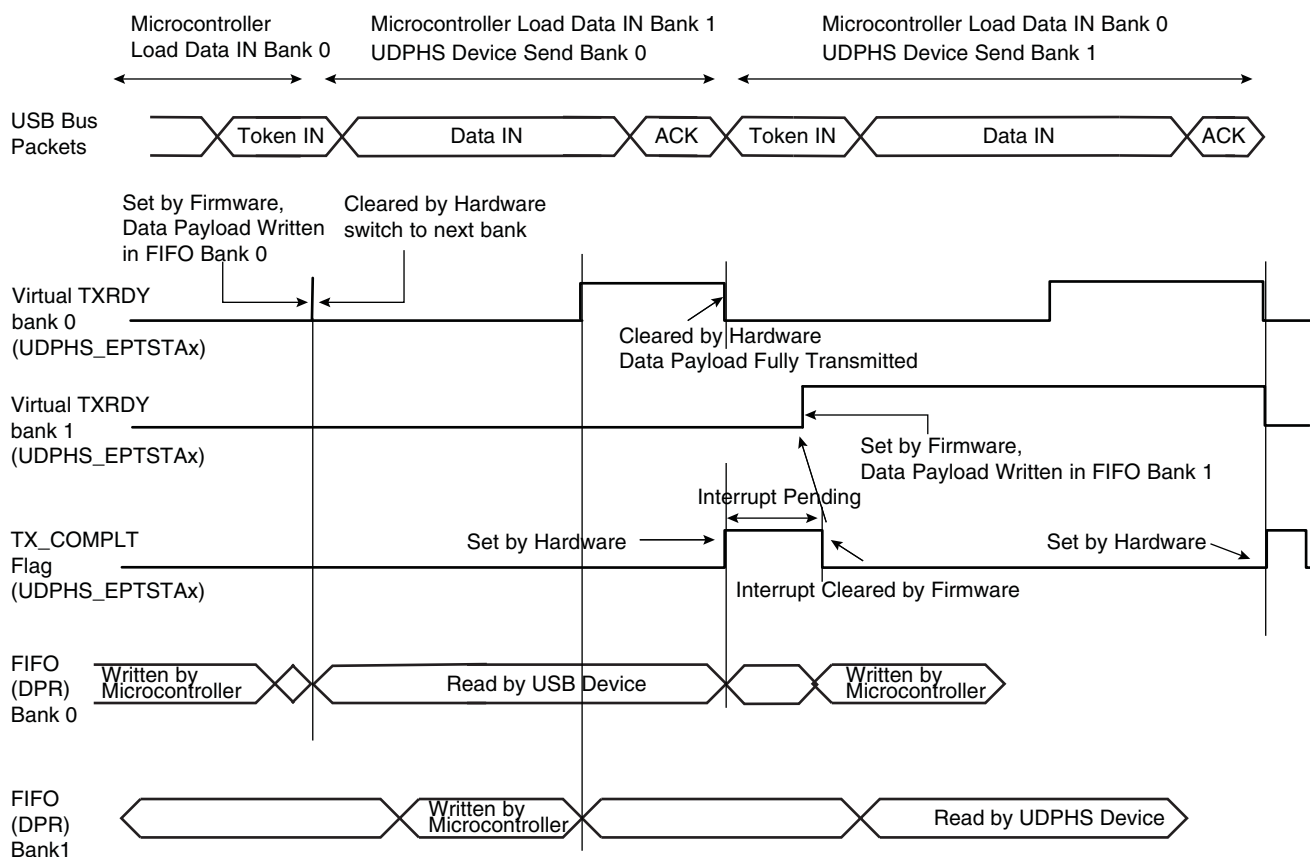 Microcontroller
Load Data IN Bank 0
Microcontroller Load Data IN Bank 1
UDPHS Device Send Bank 0
Microcontroller Load Data IN Bank 0
UDPHS Device Send Bank 1
USB Bus
Packets
Token IN
Data IN
ACK
Token IN
Data IN
ACK
Set by Firmware,
Data Payload Written
in FIFO Bank 0
Cleared by Hardware
switch to next bank
Virtual TXRDY
bank 0
(UDPHS_EPTSTAx)
Cleared by Hardware
Data Payload Fully Transmitted
Virtual TXRDY
bank 1
(UDPHS_EPTSTAx)
Set by Firmware,
Data Payload Written in FIFO Bank 1
Interrupt Pending
TX_COMPLT
Flag
(UDPHS_EPTSTAx)
Set by Hardware
Set by Hardware
Interrupt Cleared by Firmware
FIFO
(DPR)
Bank 0
Written by
Microcontroller
Read by USB Device
Written by
Microcontroller
FIFO
(DPR)
Bank1
Written by
Microcontroller
Read by UDPHS Device